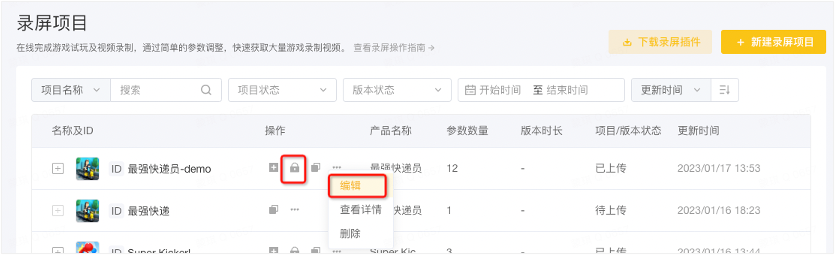 录屏项目
在线完成游戏试玩及视频录制，通过简单的参数调整，快速获取大量游戏录制视频。 查看录屏操作指南
下载录屏插件
+ 新建录屏项目
项目名称 搜索 项目状态 版本状态 开始时间 至 结束时间 更新时间
名称及ID 操作 产品名称 参数数量 版本时长 项目/版本状态 更新时间
ID 最强快递员-demo 最强快递员 12 - 已上传 2023/01/17 13:53
编辑
ID 最强快递 快递员 1 - 待上传 2023/01/16 18:23
查看详情
删除
ID Super Kicker! Super Kic 3 - 已上传 2023/01/16 13:44